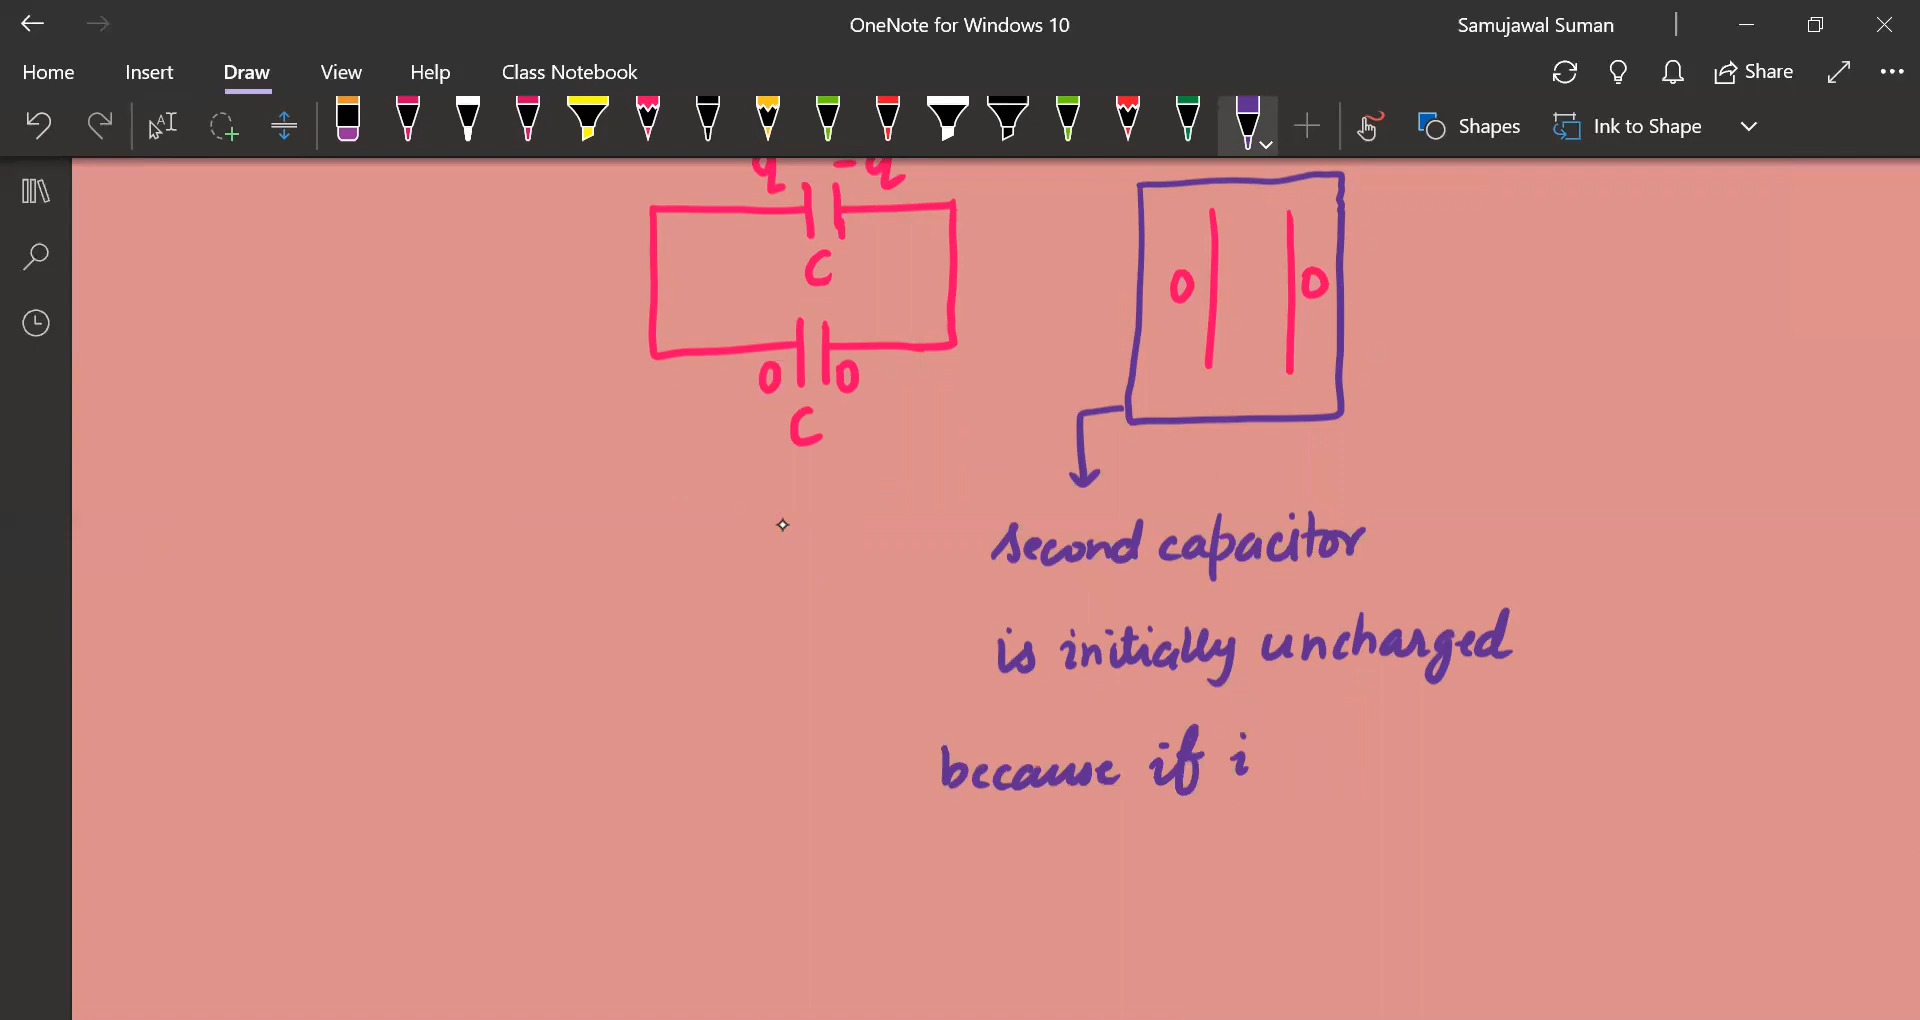 OneNote for Windows 10
Samujawal Suman
Home Insert Draw View Help Class Notebook
Share
Shapes Ink to Shape
q -q
C
0 0
C
0 0
second capacitor
is initially uncharged
because if i